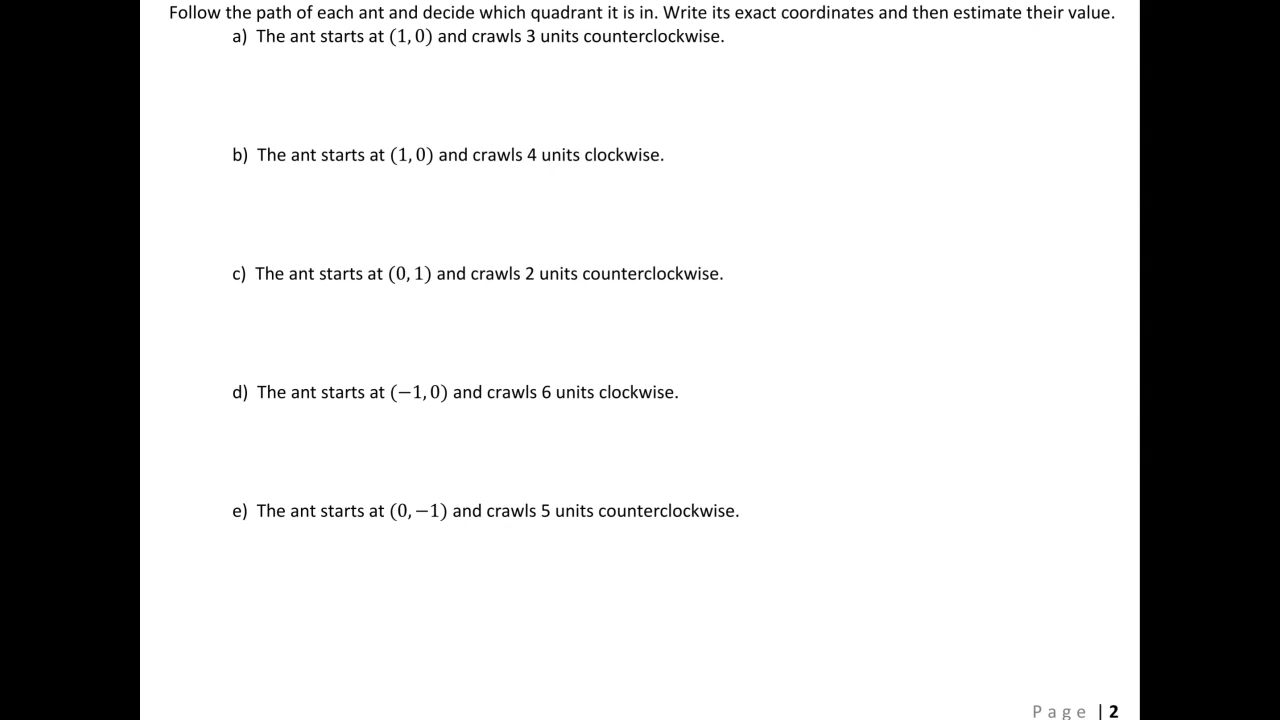 Follow the path of each ant and decide which quadrant it is in. Write its exact coordinates and then estimate their value.
a) The ant starts at (1, 0) and crawls 3 units counterclockwise.
b) The ant starts at (1, 0) and crawls 4 units clockwise.
c) The ant starts at (0, 1) and crawls 2 units counterclockwise.
d) The ant starts at (−1, 0) and crawls 6 units clockwise.
e) The ant starts at (0, −1) and crawls 5 units counterclockwise.
Page | 2